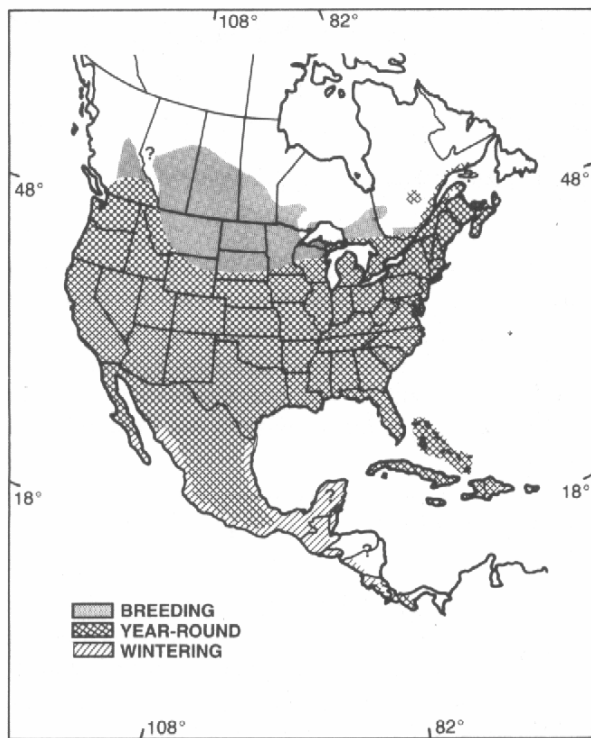 108° 82°
?
48° 48°
18° 18°
?
?
BREEDING
YEAR-ROUND
WINTERING
108° 82°